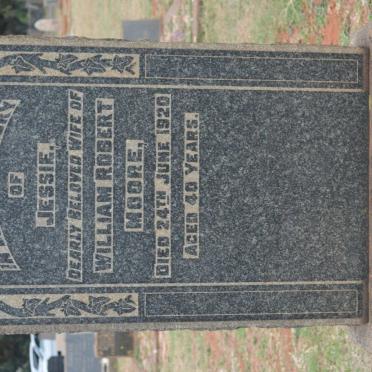 OF
JESSIE,
DEARLY BELOVED WIFE OF
WILLIAM ROBERT
MOORE,
DIED 24TH JUNE 1920
AGED 40 YEARS.